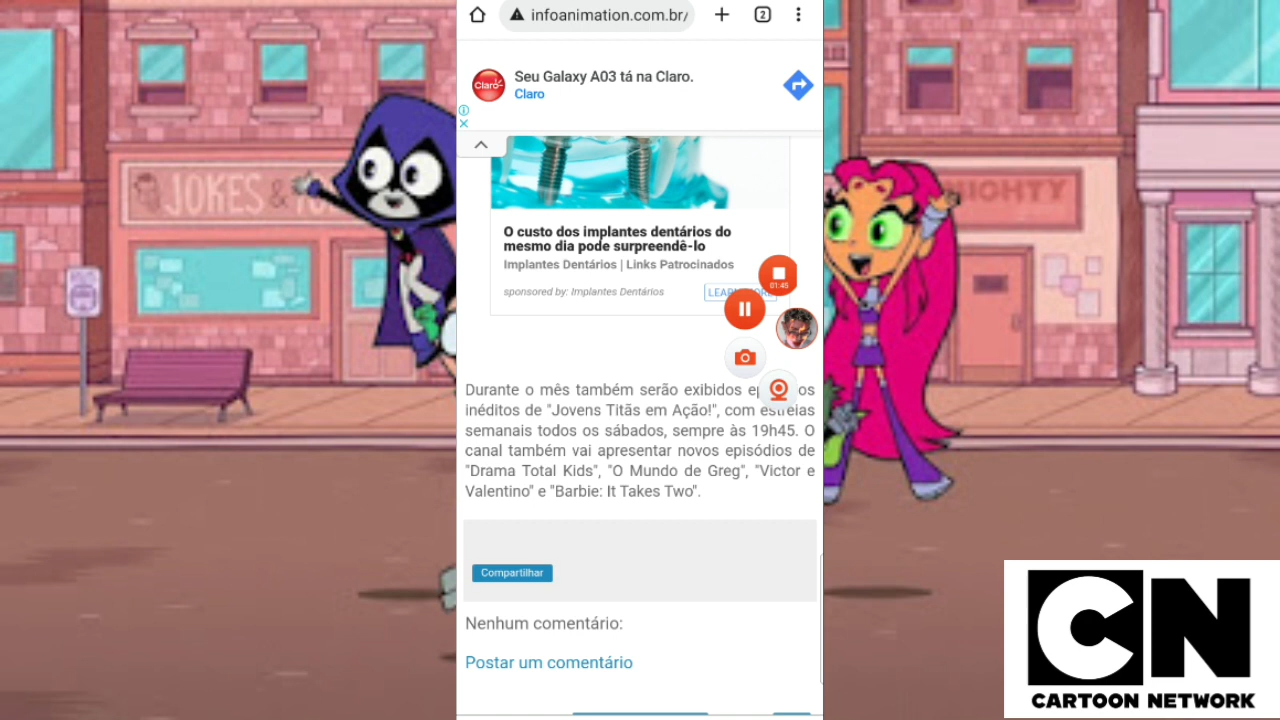 infoanimation.com.br/
2
Seu Galaxy A03 tá na Claro.
Claro
Claro
O custo dos implantes dentários do
mesmo dia pode surpreendê-lo
Implantes Dentários | Links Patrocinados
sponsored by: Implantes Dentários
01:45
Durante o mês também serão exibidos
inéditos de "Jovens Titãs em Ação!", com estreias
semanais todos os sábados, sempre às 19h45. O
canal também vai apresentar novos episódios de
"Drama Total Kids", "O Mundo de Greg", "Victor e
Valentino" e "Barbie: It Takes Two".
Compartilhar
Nenhum comentário:
Postar um comentário
JOKES &
CN
CARTOON NETWORK